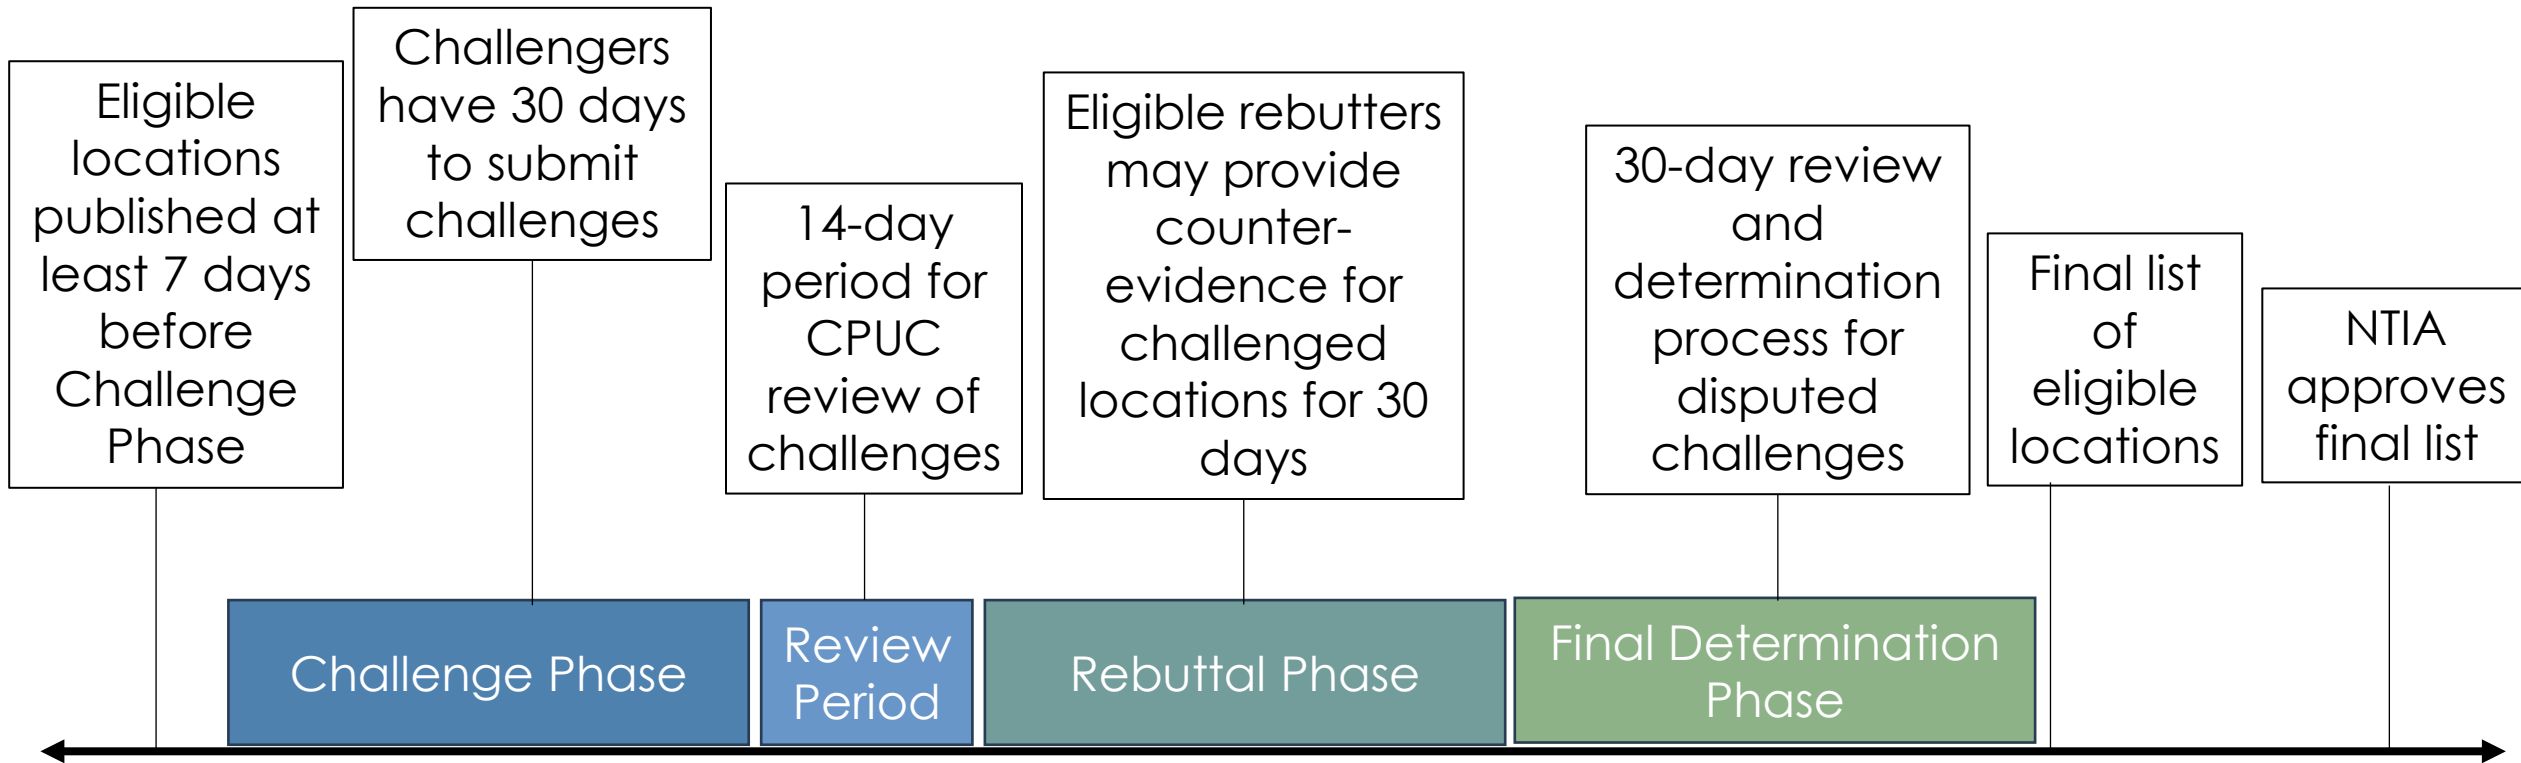 Eligible
locations
published at
least 7 days
before
Challenge
Phase
Challengers
have 30 days
to submit
challenges
14-day
period for
CPUC
review of
challenges
Eligible rebutters
may provide
counter-
evidence for
challenged
locations for 30
days
30-day review
and
determination
process for
disputed
challenges
Final list
of
eligible
locations
NTIA
approves
final list
Challenge Phase
Review
Period
Rebuttal Phase
Final Determination
Phase